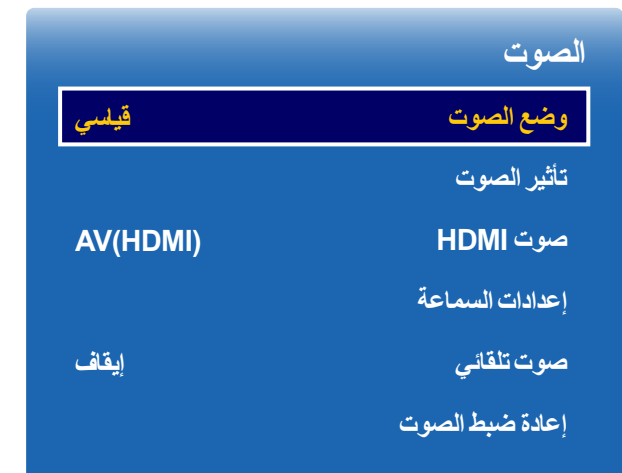 الصوت
وضع الصوت قياسي
تأثير الصوت
صوت HDMI AV(HDMI)
إعدادات السماعة
صوت تلقائي إيقاف
إعادة ضبط الصوت